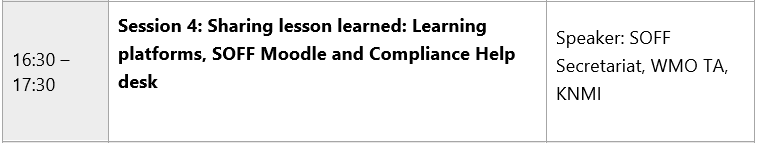 16:30 –
17:30
Session 4: Sharing lesson learned: Learning
platforms, SOFF Moodle and Compliance Help
desk
Speaker: SOFF
Secretariat, WMO TA,
KNMI